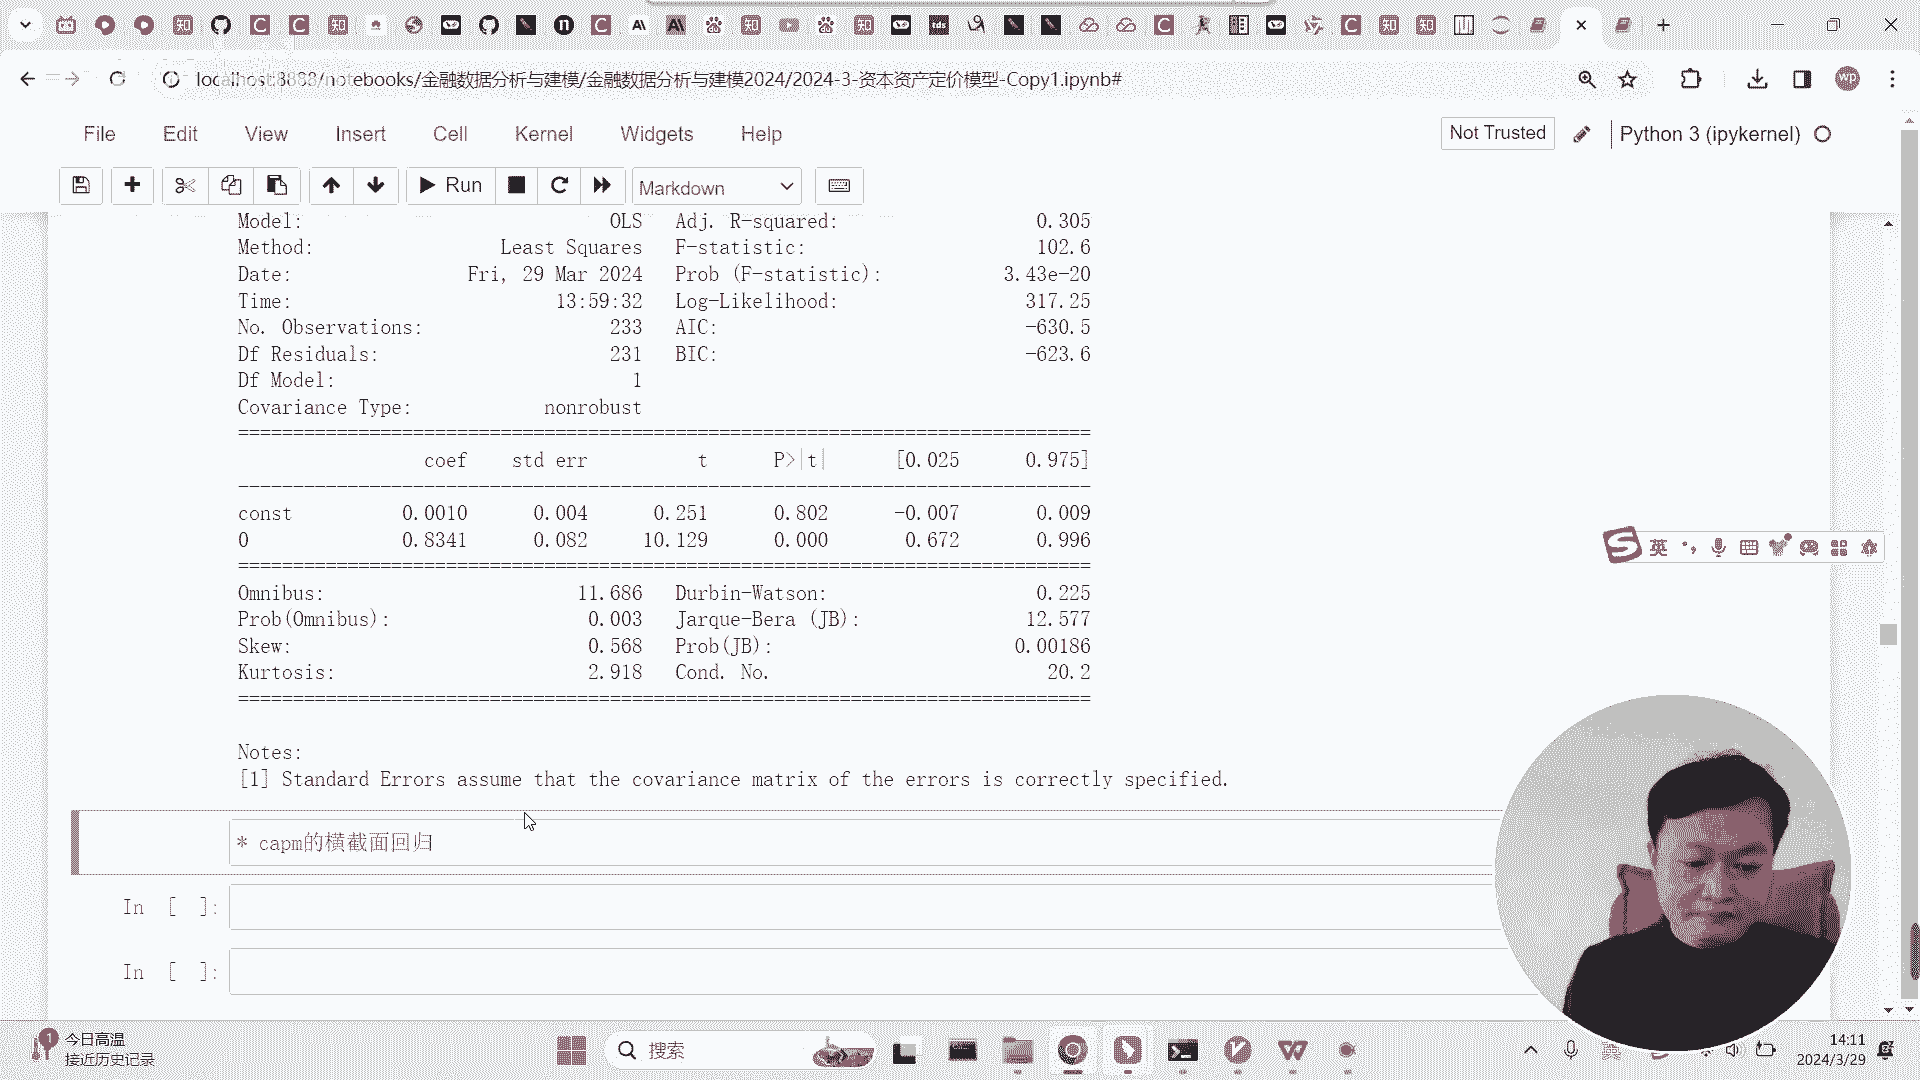 localhost:8888/notebooks/金融数据分析与建模/金融数据分析与建模2024/2024-3-资本资产定价模型-Copy1.ipynb#
wp
File Edit View Insert Cell Kernel Widgets Help
Not Trusted
Python 3 (ipykernel)
Run
Markdown
Model: OLS Adj. R-squared: 0.305
Method: Least Squares F-statistic: 102.6
Date: Fri, 29 Mar 2024 Prob (F-statistic): 3.43e-20
Time: 13:59:32 Log-Likelihood: 317.25
No. Observations: 233 AIC: -630.5
Df Residuals: 231 BIC: -623.6
Df Model: 1
Covariance Type: nonrobust
==============================================================================
coef std err t P>|t| [0.025 0.975]
------------------------------------------------------------------------------
const 0.0010 0.004 0.251 0.802 -0.007 0.009
0 0.8341 0.082 10.129 0.000 0.672 0.996
==============================================================================
Omnibus: 11.686 Durbin-Watson: 0.225
Prob(Omnibus): 0.003 Jarque-Bera (JB): 12.577
Skew: 0.568 Prob(JB): 0.00186
Kurtosis: 2.918 Cond. No. 20.2
==============================================================================
Notes:
[1] Standard Errors assume that the covariance matrix of the errors is correctly specified.
* capm的横截面回归
In [ ]:
In [ ]:
英
1
今日高温
接近历史记录
搜索
14:11
2024/3/29